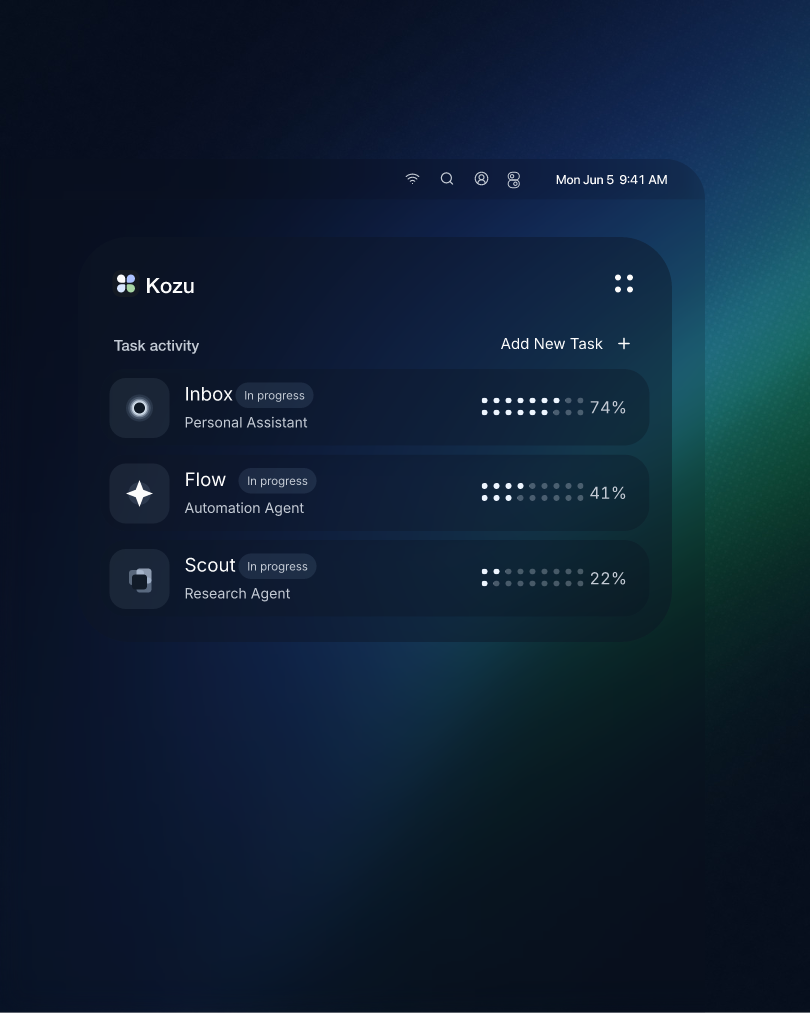 Mon Jun 5 9:41 AM
Kozu
Task activity
Add New Task +
Inbox In progress
Personal Assistant
74%
Flow In progress
Automation Agent
41%
Scout In progress
Research Agent
22%